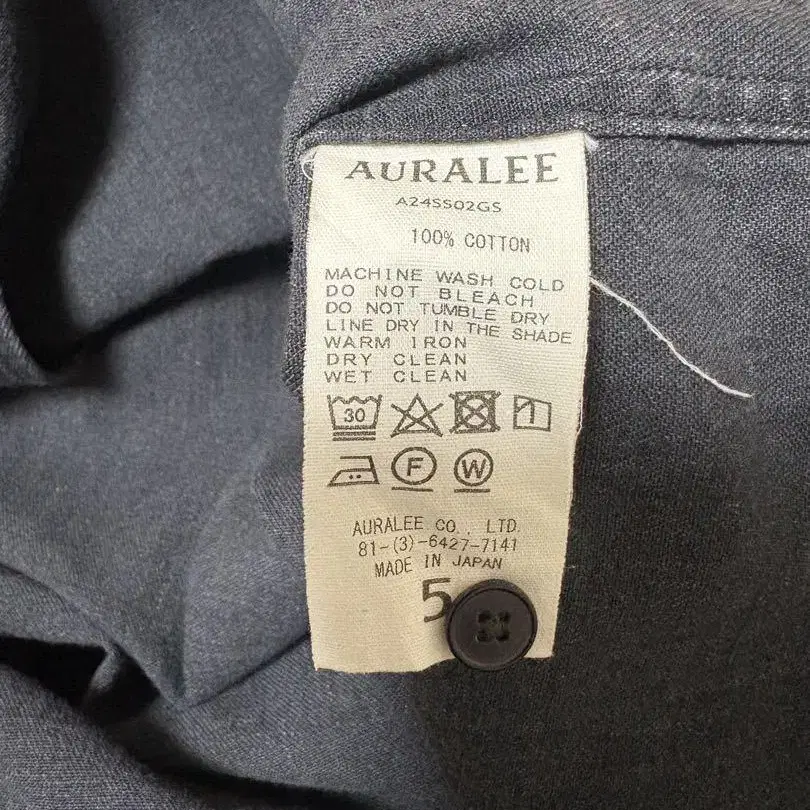 AURALEE
A24SS02GS
100% COTTON
MACHINE WASH COLD
DO NOT BLEACH
DO NOT TUMBLE DRY
LINE DRY IN THE SHADE
WARM IRON
DRY CLEAN
WET CLEAN
30
F W
AURALEE CO., LTD.
81-(3)-6427-7141
MADE IN JAPAN
5